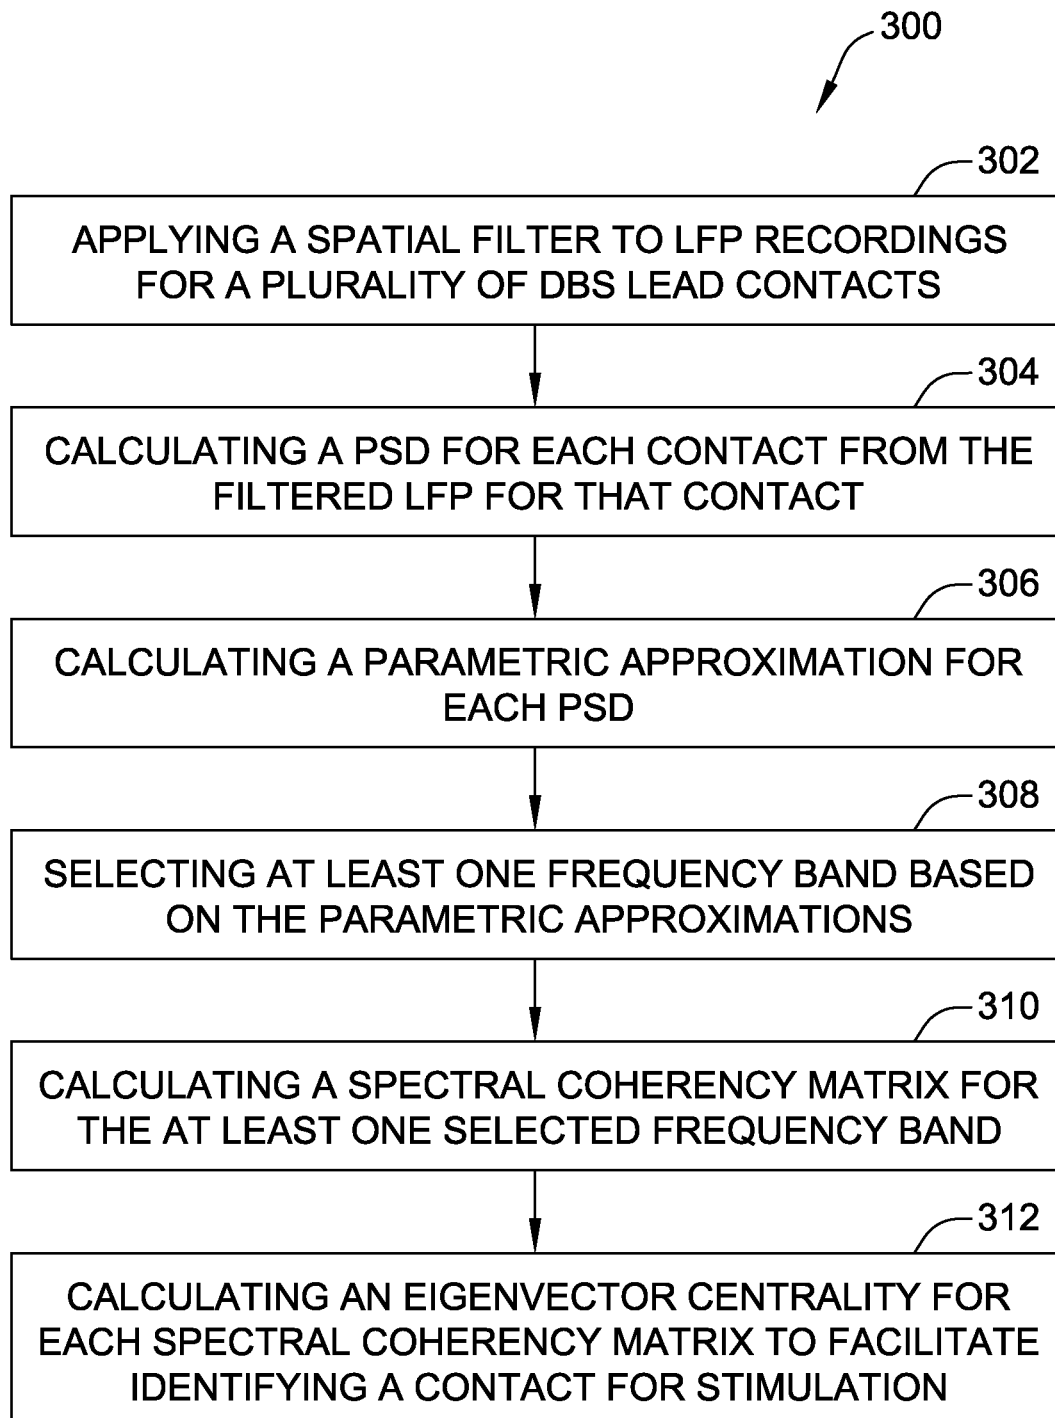 300
302
APPLYING A SPATIAL FILTER TO LFP RECORDINGS
FOR A PLURALITY OF DBS LEAD CONTACTS
304
CALCULATING A PSD FOR EACH CONTACT FROM THE
FILTERED LFP FOR THAT CONTACT
306
CALCULATING A PARAMETRIC APPROXIMATION FOR
EACH PSD
308
SELECTING AT LEAST ONE FREQUENCY BAND BASED
ON THE PARAMETRIC APPROXIMATIONS
310
CALCULATING A SPECTRAL COHERENCY MATRIX FOR
THE AT LEAST ONE SELECTED FREQUENCY BAND
312
CALCULATING AN EIGENVECTOR CENTRALITY FOR
EACH SPECTRAL COHERENCY MATRIX TO FACILITATE
IDENTIFYING A CONTACT FOR STIMULATION